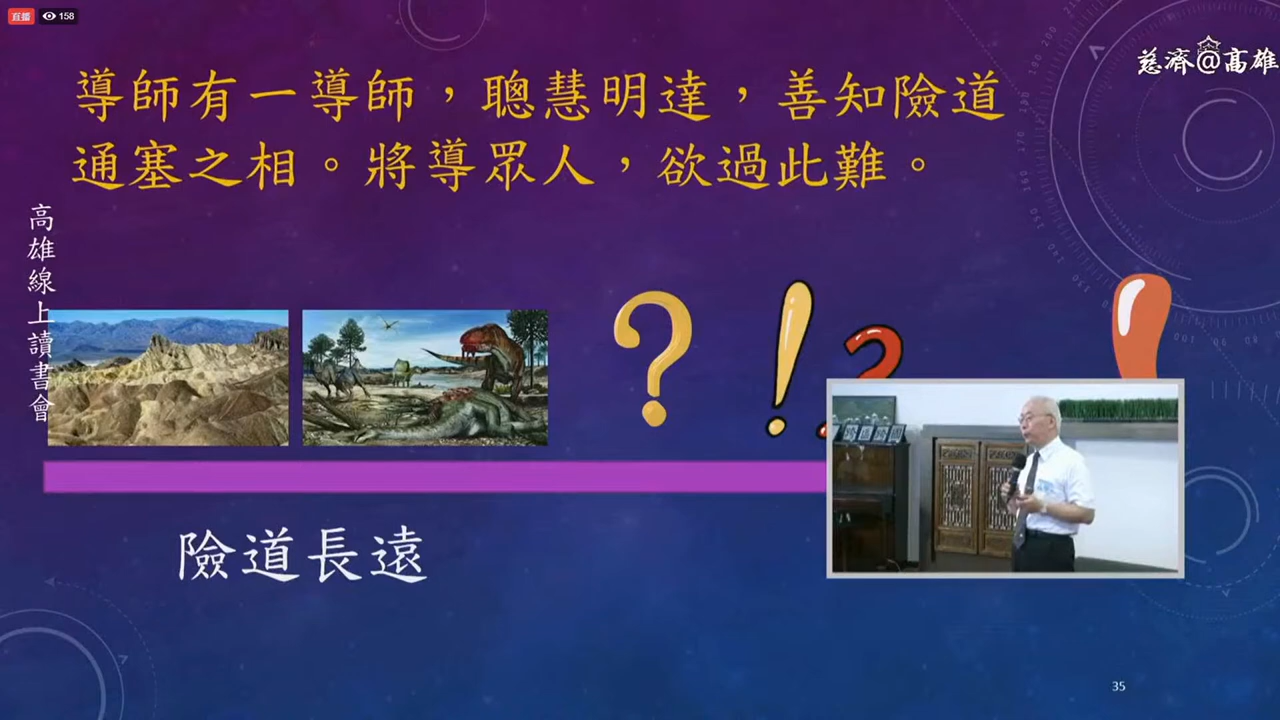 直播 158
慈濟@高雄
導師有一導師，聰慧明達，善知險道
通塞之相。將導眾人，欲過此難。
高雄線上讀書會
? ! ?
險道長遠
35